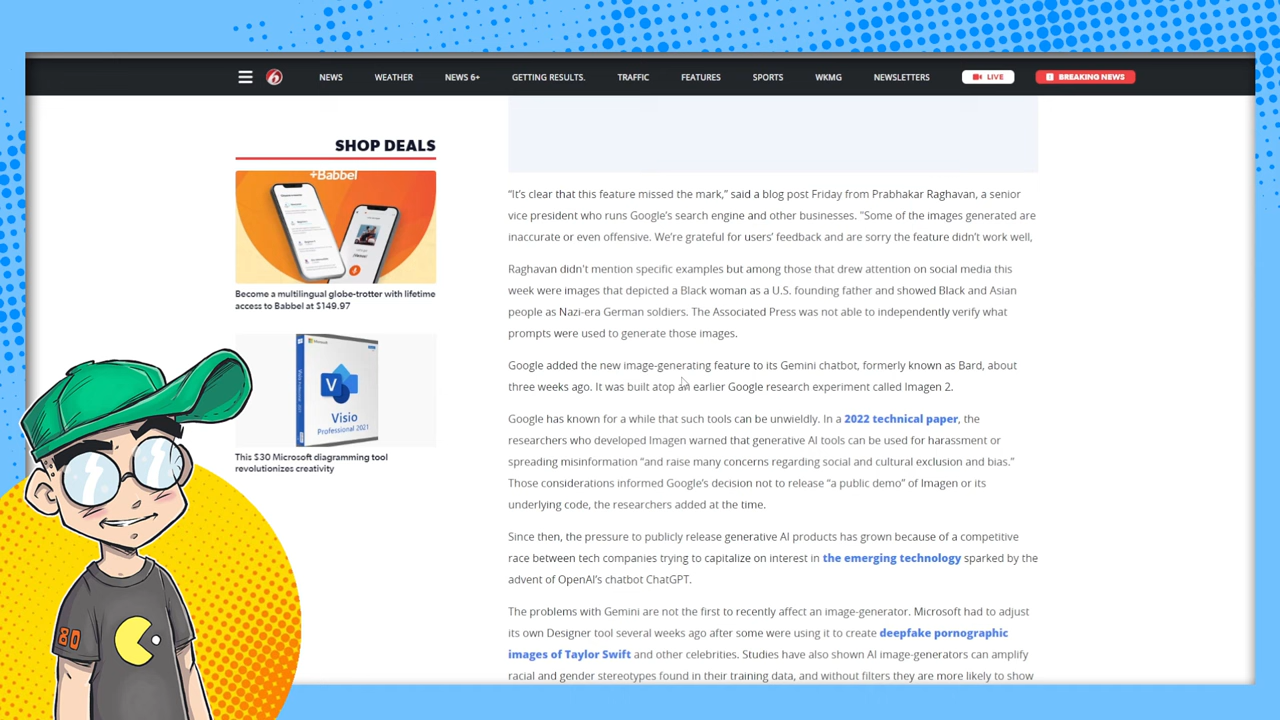 6
NEWS
WEATHER
NEWS 6+
GETTING RESULTS.
TRAFFIC
FEATURES
SPORTS
WKMG
NEWSLETTERS
LIVE
BREAKING NEWS
SHOP DEALS
+Babbel
Become a multilingual globe-trotter with lifetime
access to Babbel at $149.97
Microsoft
Visio
Professional 2021
This $30 Microsoft diagramming tool
revolutionizes creativity
“It’s clear that this feature missed the mark,” said a blog post Friday from Prabhakar Raghavan, a senior
vice president who runs Google’s search engine and other businesses. "Some of the images generated are
inaccurate or even offensive. We’re grateful for users’ feedback and are sorry the feature didn’t work well,
Raghavan didn't mention specific examples but among those that drew attention on social media this
week were images that depicted a Black woman as a U.S. founding father and showed Black and Asian
people as Nazi-era German soldiers. The Associated Press was not able to independently verify what
prompts were used to generate those images.
Google added the new image-generating feature to its Gemini chatbot, formerly known as Bard, about
three weeks ago. It was built atop an earlier Google research experiment called Imagen 2.
Google has known for a while that such tools can be unwieldly. In a 2022 technical paper, the
researchers who developed Imagen warned that generative AI tools can be used for harassment or
spreading misinformation “and raise many concerns regarding social and cultural exclusion and bias.”
Those considerations informed Google’s decision not to release “a public demo” of Imagen or its
underlying code, the researchers added at the time.
Since then, the pressure to publicly release generative AI products has grown because of a competitive
race between tech companies trying to capitalize on interest in the emerging technology sparked by the
advent of OpenAI’s chatbot ChatGPT.
The problems with Gemini are not the first to recently affect an image-generator. Microsoft had to adjust
its own Designer tool several weeks ago after some were using it to create deepfake pornographic
images of Taylor Swift and other celebrities. Studies have also shown AI image-generators can amplify
racial and gender stereotypes found in their training data, and without filters they are more likely to show
80